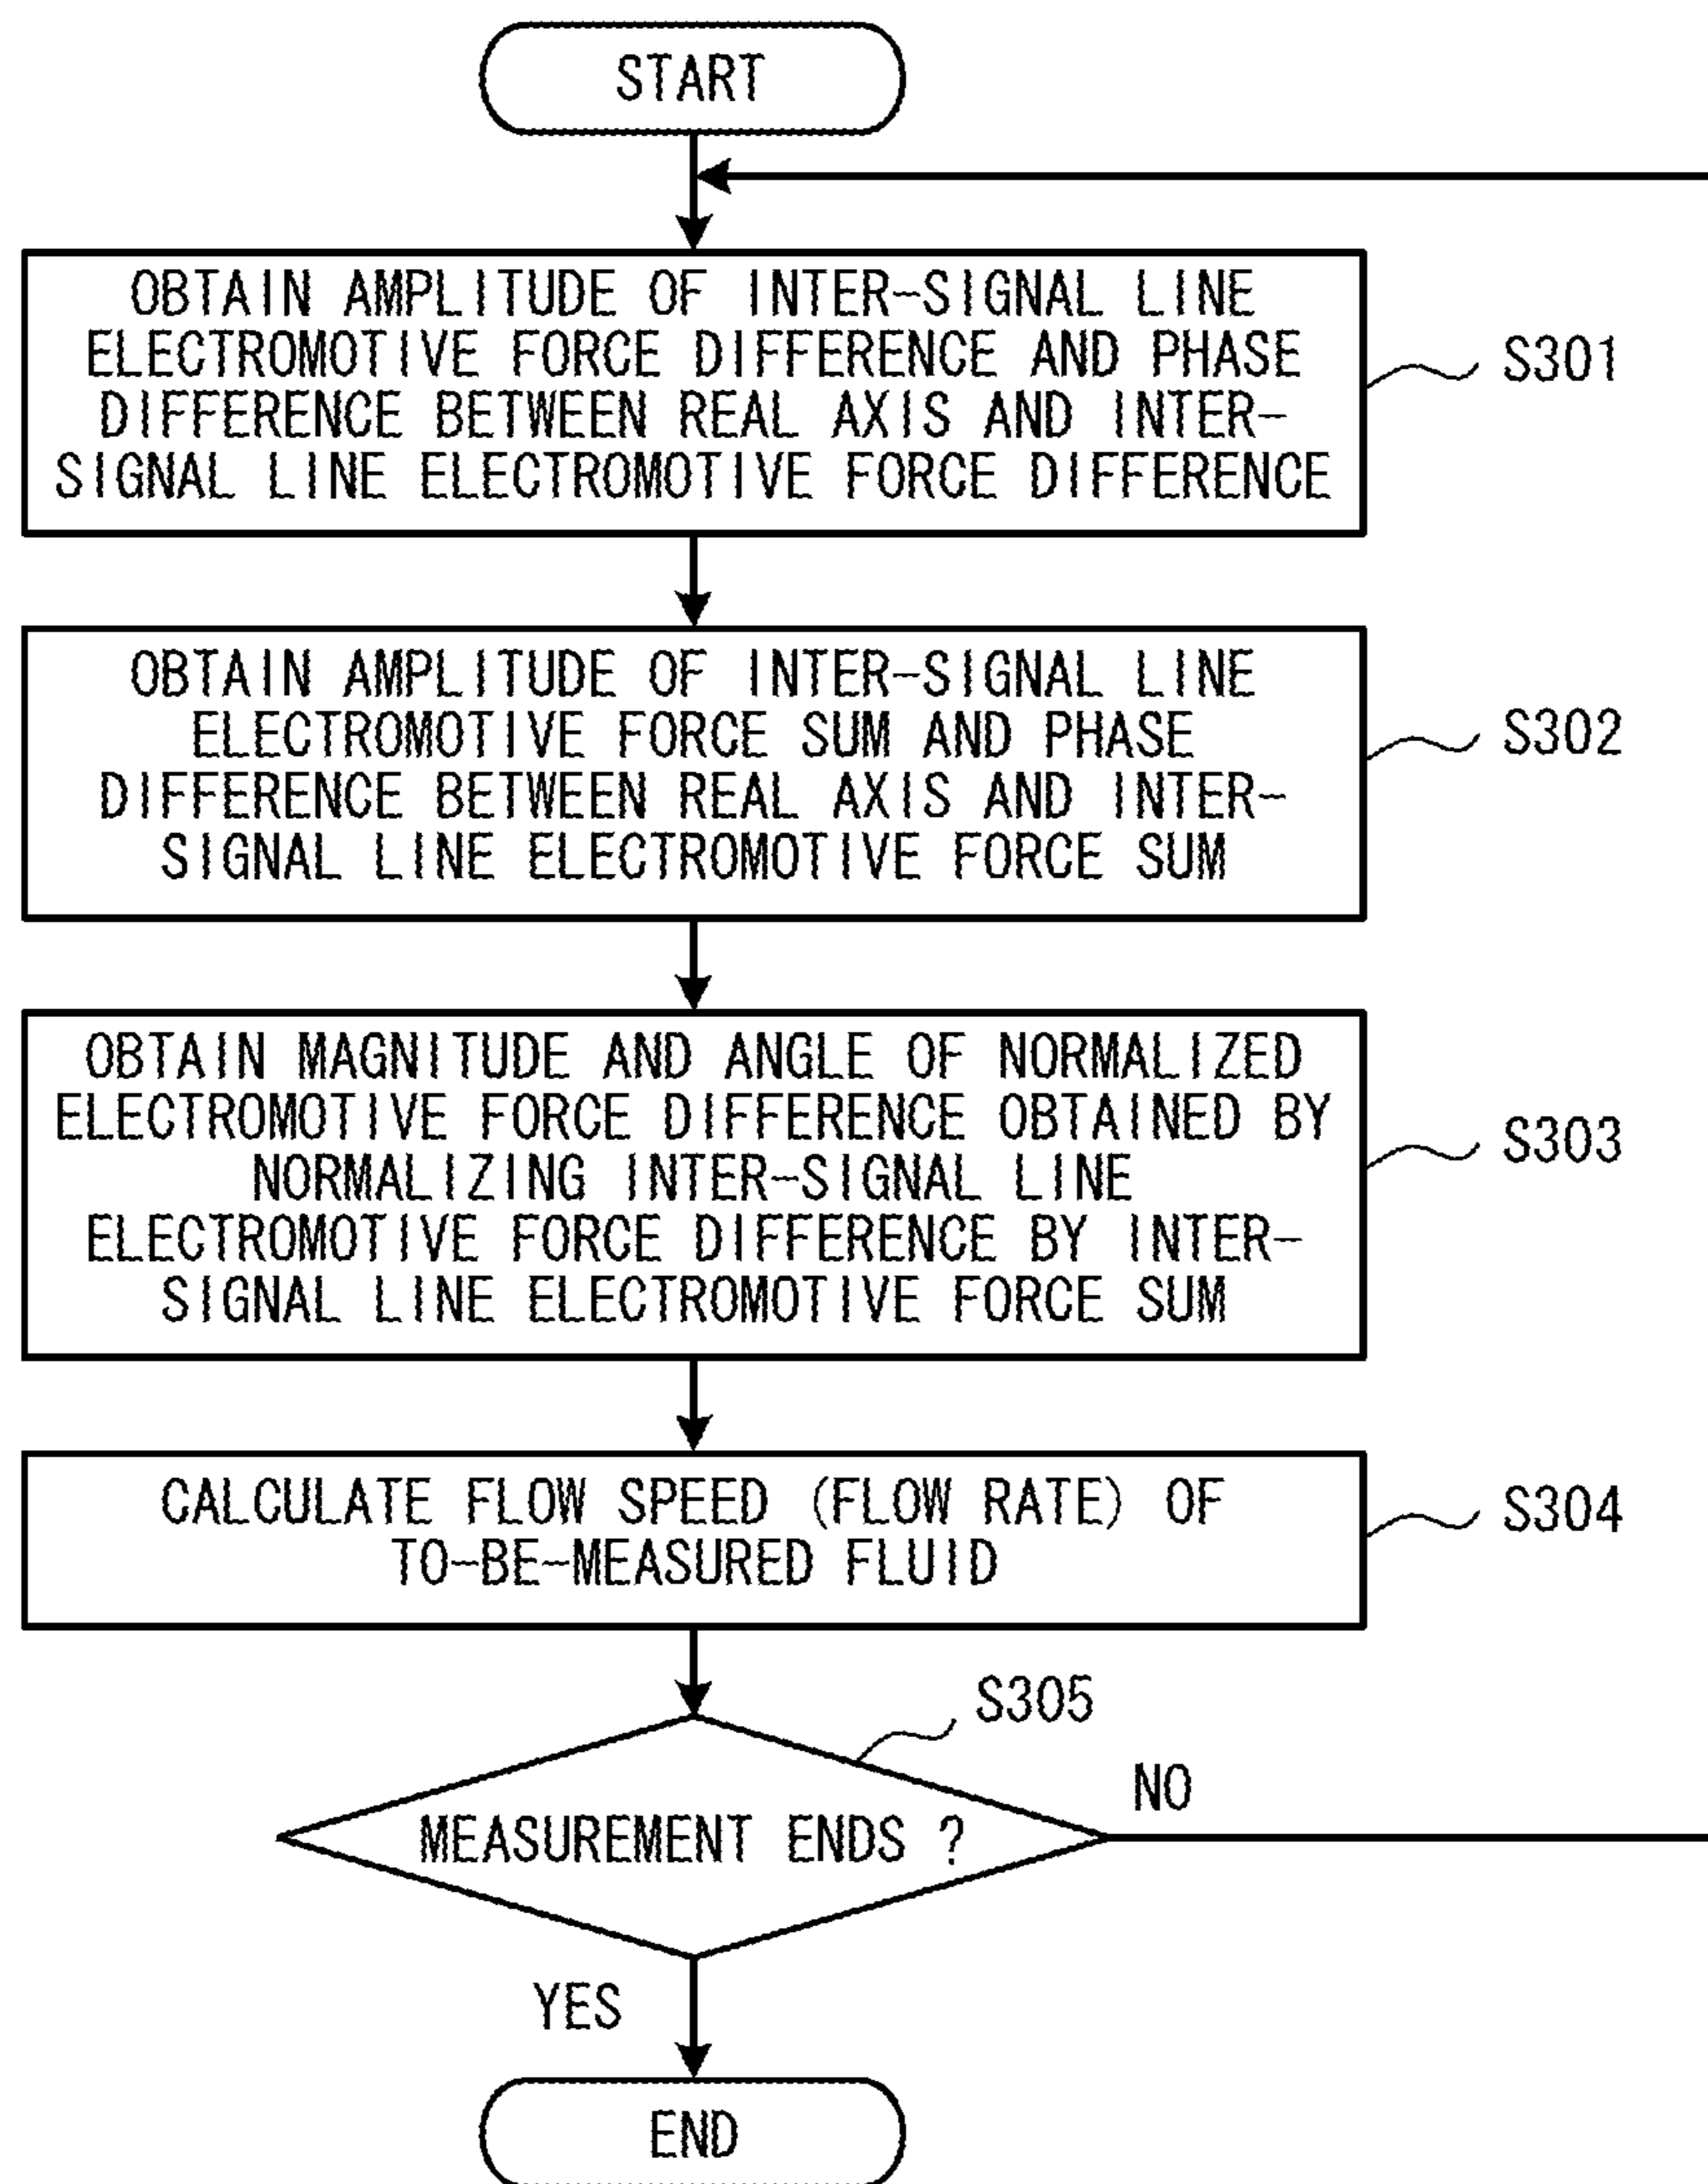 START
OBTAIN AMPLITUDE OF INTER-SIGNAL LINE
ELECTROMOTIVE FORCE DIFFERENCE AND PHASE
DIFFERENCE BETWEEN REAL AXIS AND INTER-
SIGNAL LINE ELECTROMOTIVE FORCE DIFFERENCE
S301
OBTAIN AMPLITUDE OF INTER-SIGNAL LINE
ELECTROMOTIVE FORCE SUM AND PHASE
DIFFERENCE BETWEEN REAL AXIS AND INTER-
SIGNAL LINE ELECTROMOTIVE FORCE SUM
S302
OBTAIN MAGNITUDE AND ANGLE OF NORMALIZED
ELECTROMOTIVE FORCE DIFFERENCE OBTAINED BY
NORMALIZING INTER-SIGNAL LINE
ELECTROMOTIVE FORCE DIFFERENCE BY INTER-
SIGNAL LINE ELECTROMOTIVE FORCE SUM
S303
CALCULATE FLOW SPEED (FLOW RATE) OF
TO-BE-MEASURED FLUID
S304
S305
MEASUREMENT ENDS ?
NO
YES
END